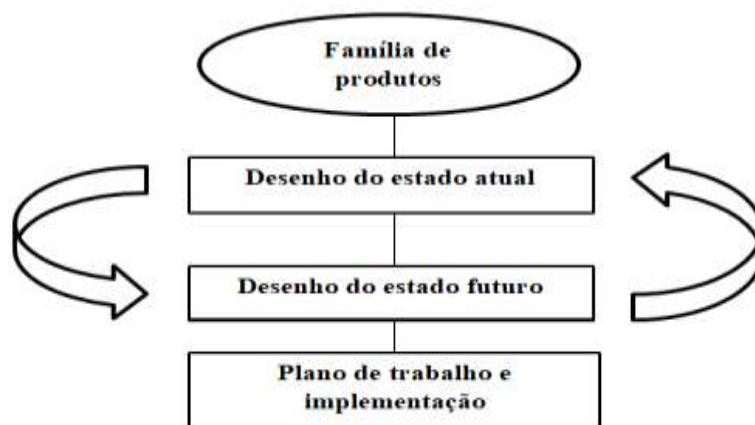 Família de
produtos
Desenho do estado atual
Desenho do estado futuro
Plano de trabalho e
implementação